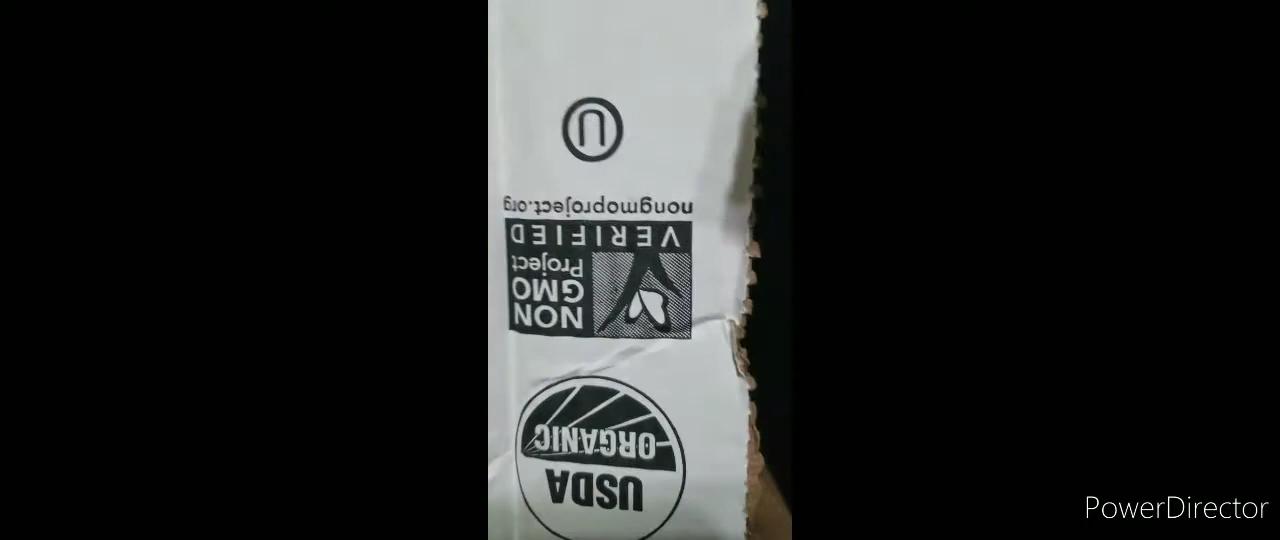 USDA
ORGANIC
NON
GMO
Project
VERIFIED
nongmoproject.org
U
PowerDirector